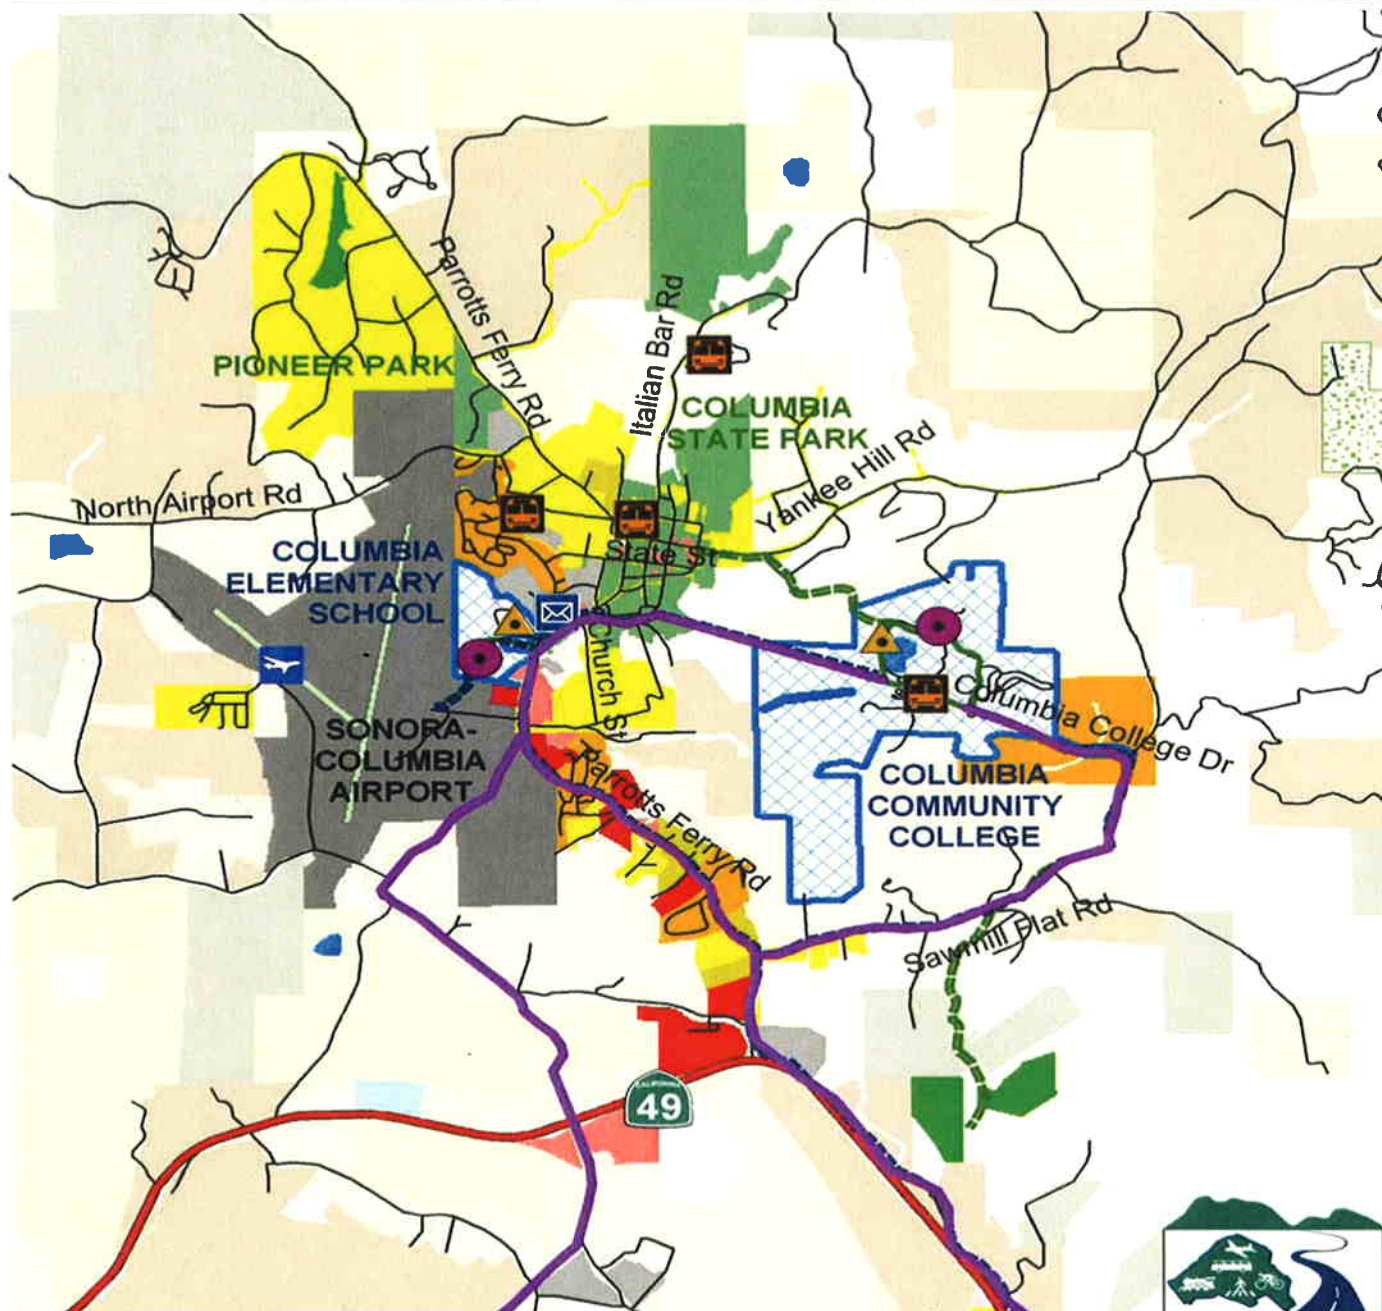 Parrotts Ferry Rd
Italian Bar Rd
PIONEER PARK
COLUMBIA
STATE PARK
Yankee Hill Rd
North Airport Rd
State St
COLUMBIA
ELEMENTARY
SCHOOL
Church St
Columbia College Dr
SONORA-
COLUMBIA
AIRPORT
Parrotts Ferry Rd
COLUMBIA
COMMUNITY
COLLEGE
Sawmill Flat Rd
CALIFORNIA
49